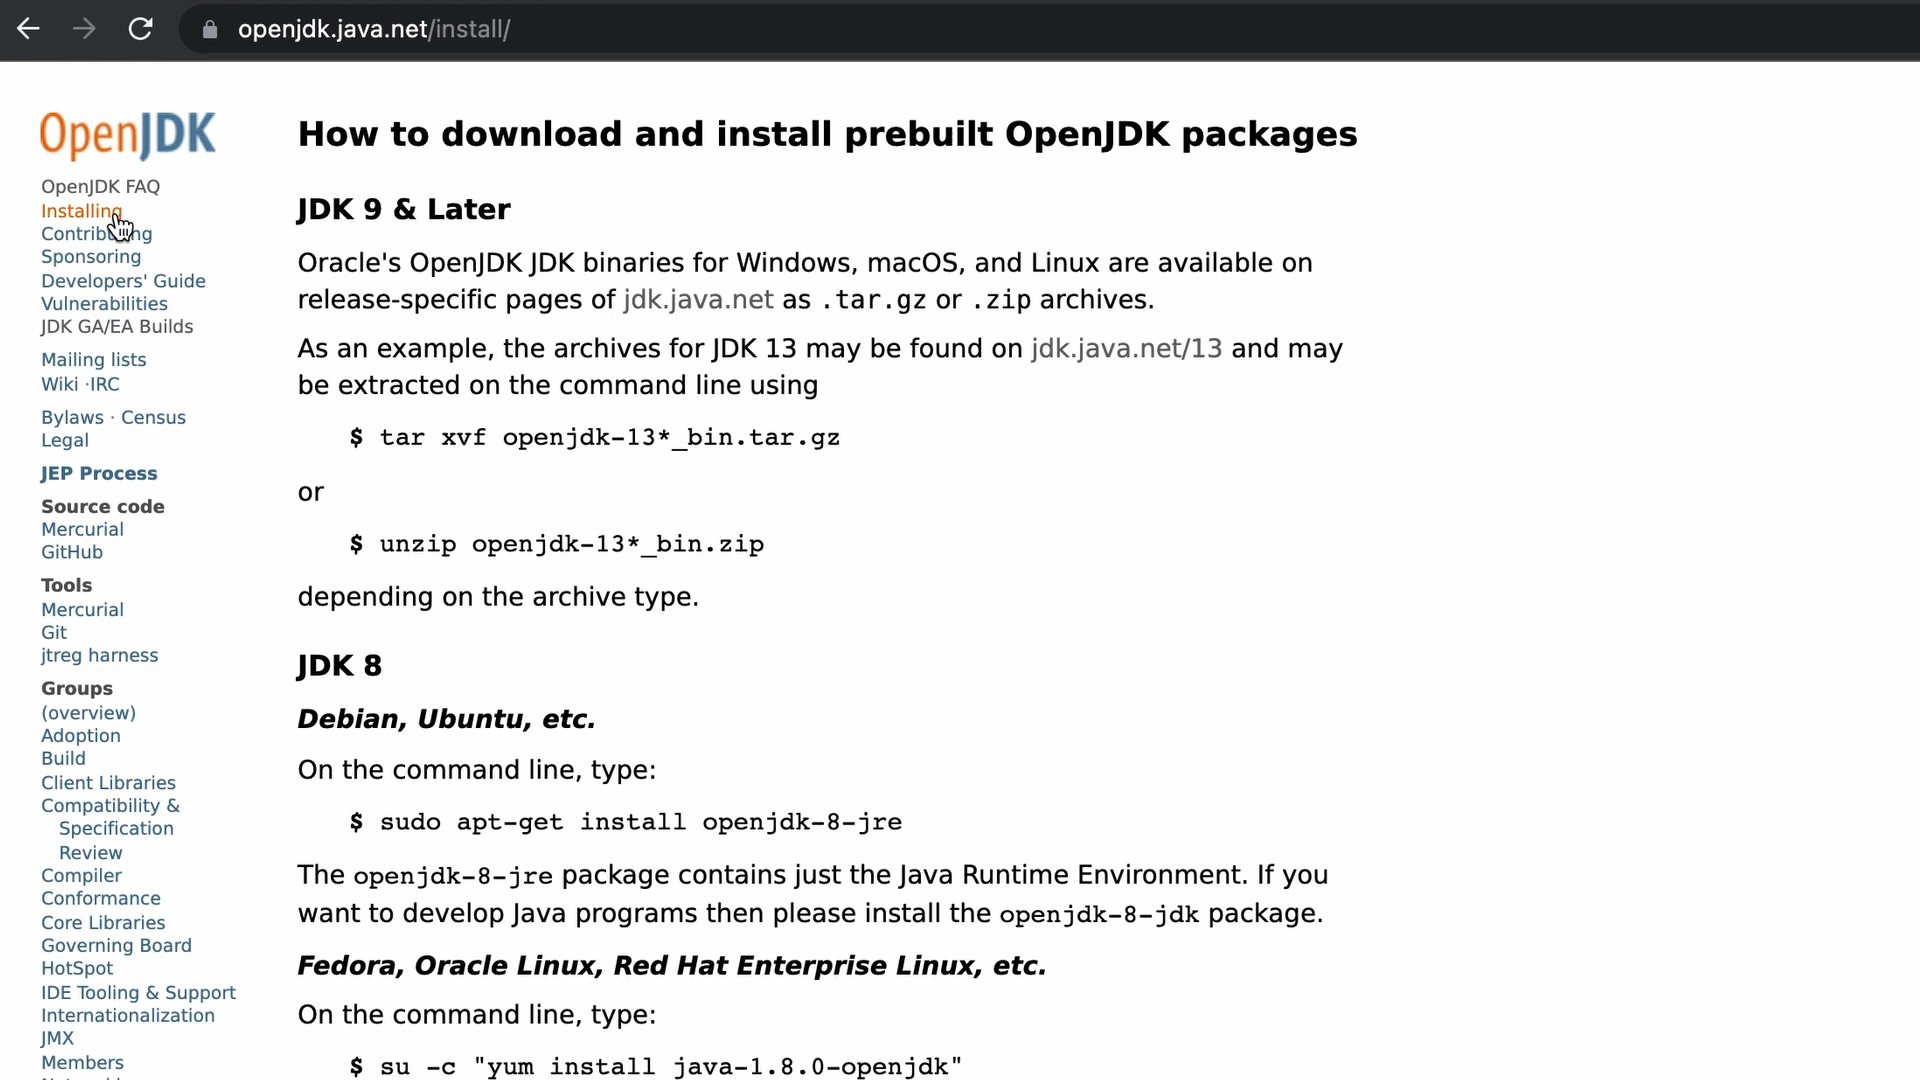 openjdk.java.net/install/
OpenJDK
OpenJDK FAQ
Installing
Contributing
Sponsoring
Developers' Guide
Vulnerabilities
JDK GA/EA Builds
Mailing lists
Wiki ·IRC
Bylaws · Census
Legal
JEP Process
Source code
Mercurial
GitHub
Tools
Mercurial
Git
jtreg harness
Groups
(overview)
Adoption
Build
Client Libraries
Compatibility &
Specification
Review
Compiler
Conformance
Core Libraries
Governing Board
HotSpot
IDE Tooling & Support
Internationalization
JMX
Members
How to download and install prebuilt OpenJDK packages
JDK 9 & Later
Oracle's OpenJDK JDK binaries for Windows, macOS, and Linux are available on
release-specific pages of jdk.java.net as .tar.gz or .zip archives.
As an example, the archives for JDK 13 may be found on jdk.java.net/13 and may
be extracted on the command line using
$ tar xvf openjdk-13*_bin.tar.gz
or
$ unzip openjdk-13*_bin.zip
depending on the archive type.
JDK 8
Debian, Ubuntu, etc.
On the command line, type:
$ sudo apt-get install openjdk-8-jre
The openjdk-8-jre package contains just the Java Runtime Environment. If you
want to develop Java programs then please install the openjdk-8-jdk package.
Fedora, Oracle Linux, Red Hat Enterprise Linux, etc.
On the command line, type:
$ su -c "yum install java-1.8.0-openjdk"